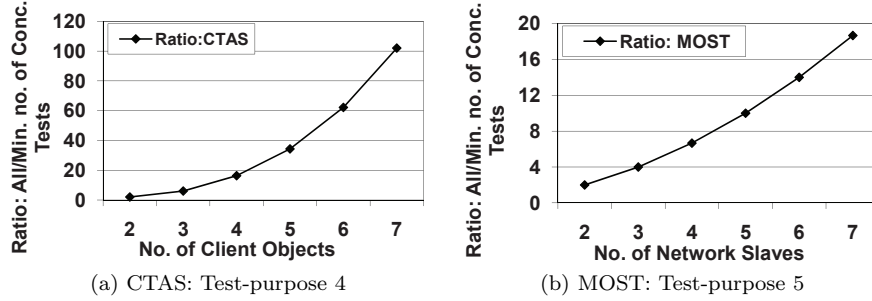 Ratio: All/Min. no. of Conc.
Tests
120
100
80
60
40
20
0
Ratio:CTAS
2 3 4 5 6 7
No. of Client Objects
(a) CTAS: Test-purpose 4
Ratio: All/Min. no. of Conc.
Tests
20
16
12
8
4
0
Ratio: MOST
2 3 4 5 6 7
No. of Network Slaves
(b) MOST: Test-purpose 5